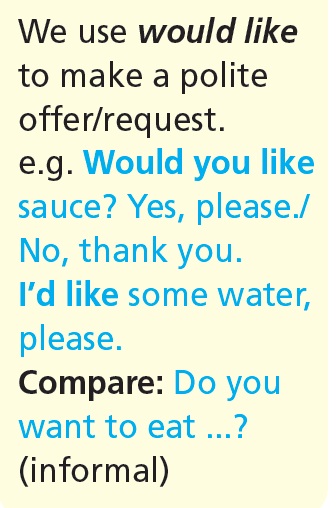 We use would like
to make a polite
offer/request.
e.g. Would you like
sauce? Yes, please./
No, thank you.
I’d like some water,
please.
Compare: Do you
want to eat ...?
(informal)